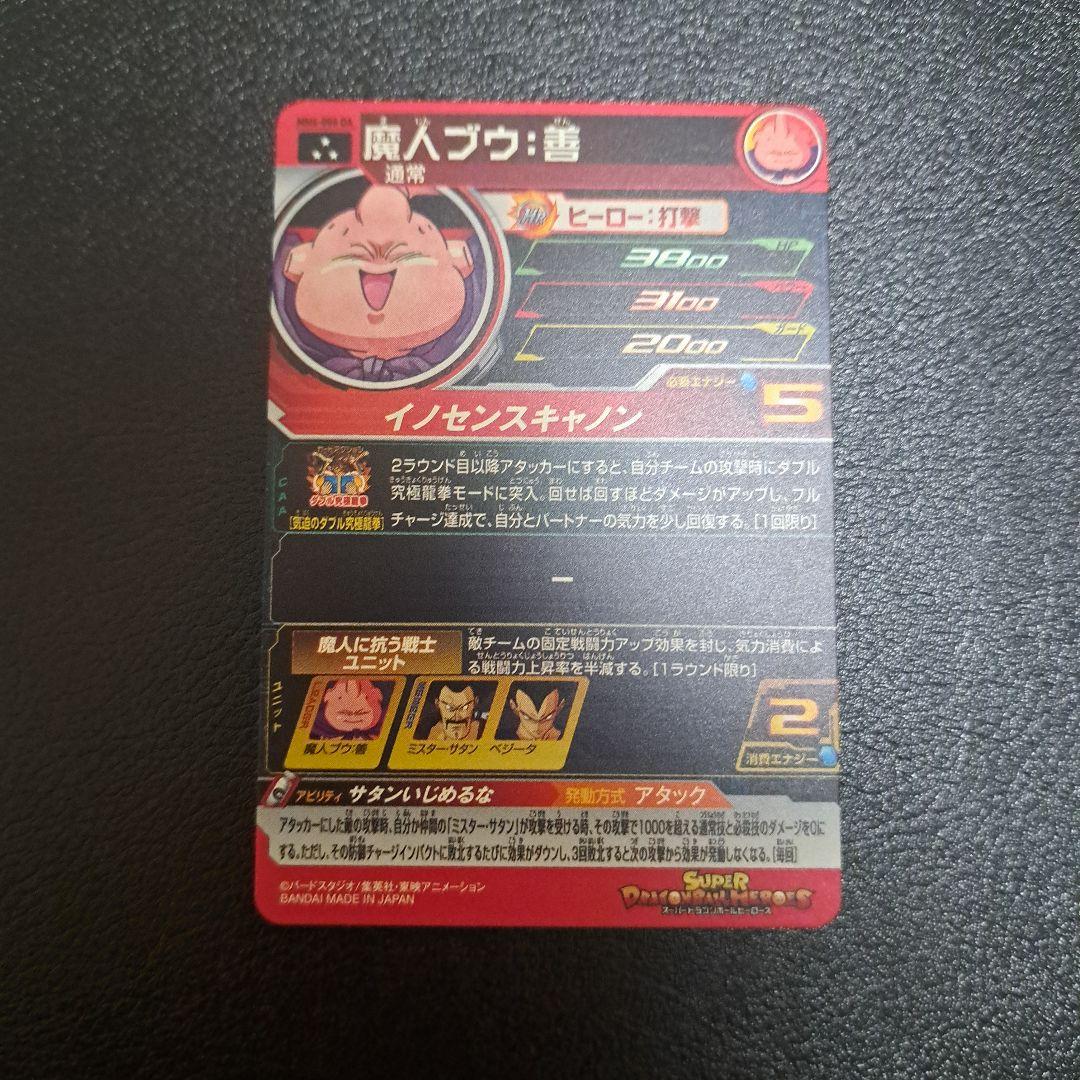 魔人ブウ:善
通常
ヒーロー:打撃
HP
3800
3100
ガード
2000
必要エナジー
5
イノセンスキャノン
CAA
ダブル究極龍拳
[気迫のダブル究極龍拳]
2ラウンド目以降アタッカーにすると、自分チームの攻撃時にダブル
究極龍拳モードに突入。回せば回すほどダメージがアップし、フル
チャージ達成で、自分とパートナーの気力を少し回復する。[1回限り]
ー
ユニット
魔人に抗う戦士
ユニット
敵チームの固定戦闘力アップ効果を封じ、気力消費によ
る戦闘力上昇率を半減する。[1ラウンド限り]
LEADER
魔人ブウ:善
MEMBER
ミスター・サタン
ベジータ
2
消費エナジー
アビリティ サタンいじめるな 発動方式 アタック
アタッカーにした敵の攻撃時、自分か仲間の「ミスター・サタン」が攻撃を受ける時、その攻撃で1000を超える通常技と必殺技のダメージを0に
する。ただし、その防御チャージインパクトに敗北するたびに効果がダウンし、3回敗北すると次の攻撃から効果が発動しなくなる。[毎回]
©バードスタジオ/集英社・東映アニメーション
BANDAI MADE IN JAPAN
SUPER
DRAGONBALL HEROES
スーパードラゴンボールヒーローズ